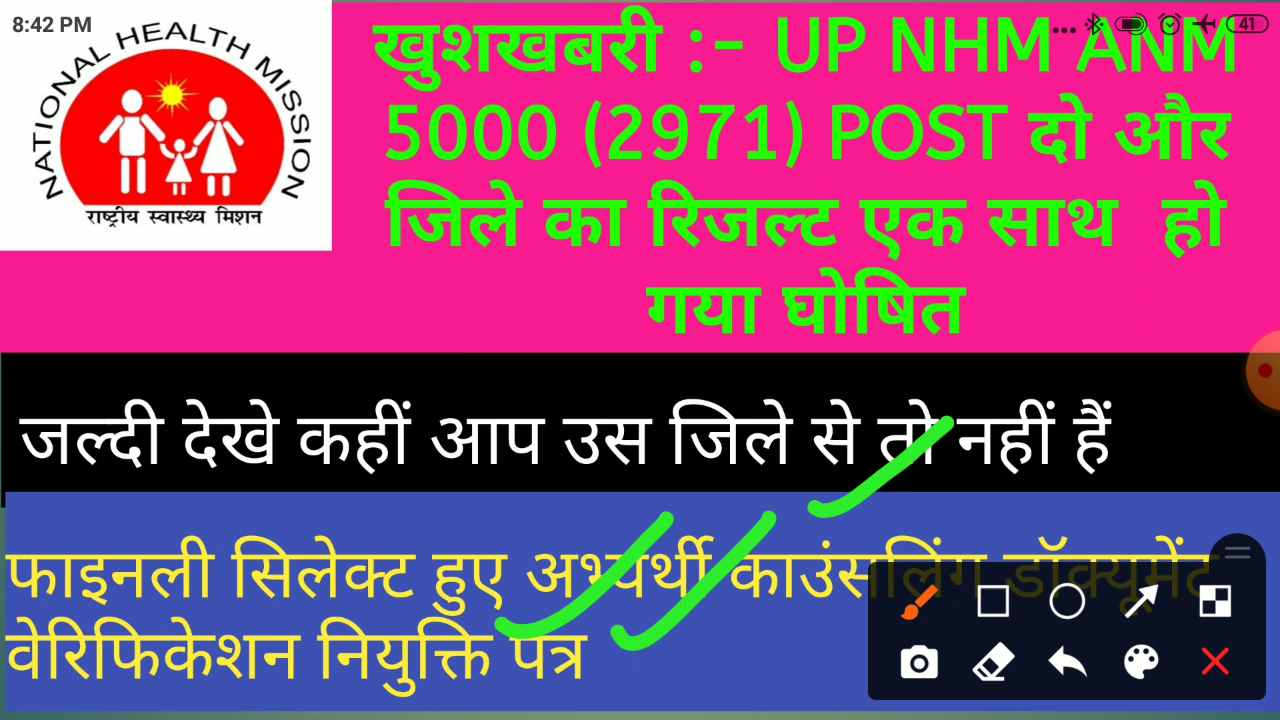 8:42 PM
41
NATIONAL HEALTH MISSION
राष्ट्रीय स्वास्थ्य मिशन
खुशखबरी :- UP NHM ANM
5000 (2971) POST दो और
जिले का रिजल्ट एक साथ हो
गया घोषित
जल्दी देखे कहीं आप उस जिले से तो नहीं हैं
फाइनली सिलेक्ट हुए अभ्यर्थी काउंसलिंग डॉक्यूमेंट
वेरिफिकेशन नियुक्ति पत्र